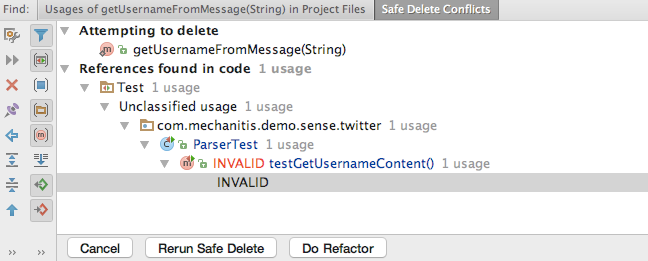 Find: Usages of getUsernameFromMessage(String) in Project Files Safe Delete Conflicts
Attempting to delete
m getUsernameFromMessage(String)
References found in code 1 usage
Test 1 usage
Unclassified usage 1 usage
com.mechanitis.demo.sense.twitter 1 usage
C ParserTest 1 usage
m INVALID testGetUsernameContent() 1 usage
INVALID
Cancel Rerun Safe Delete Do Refactor